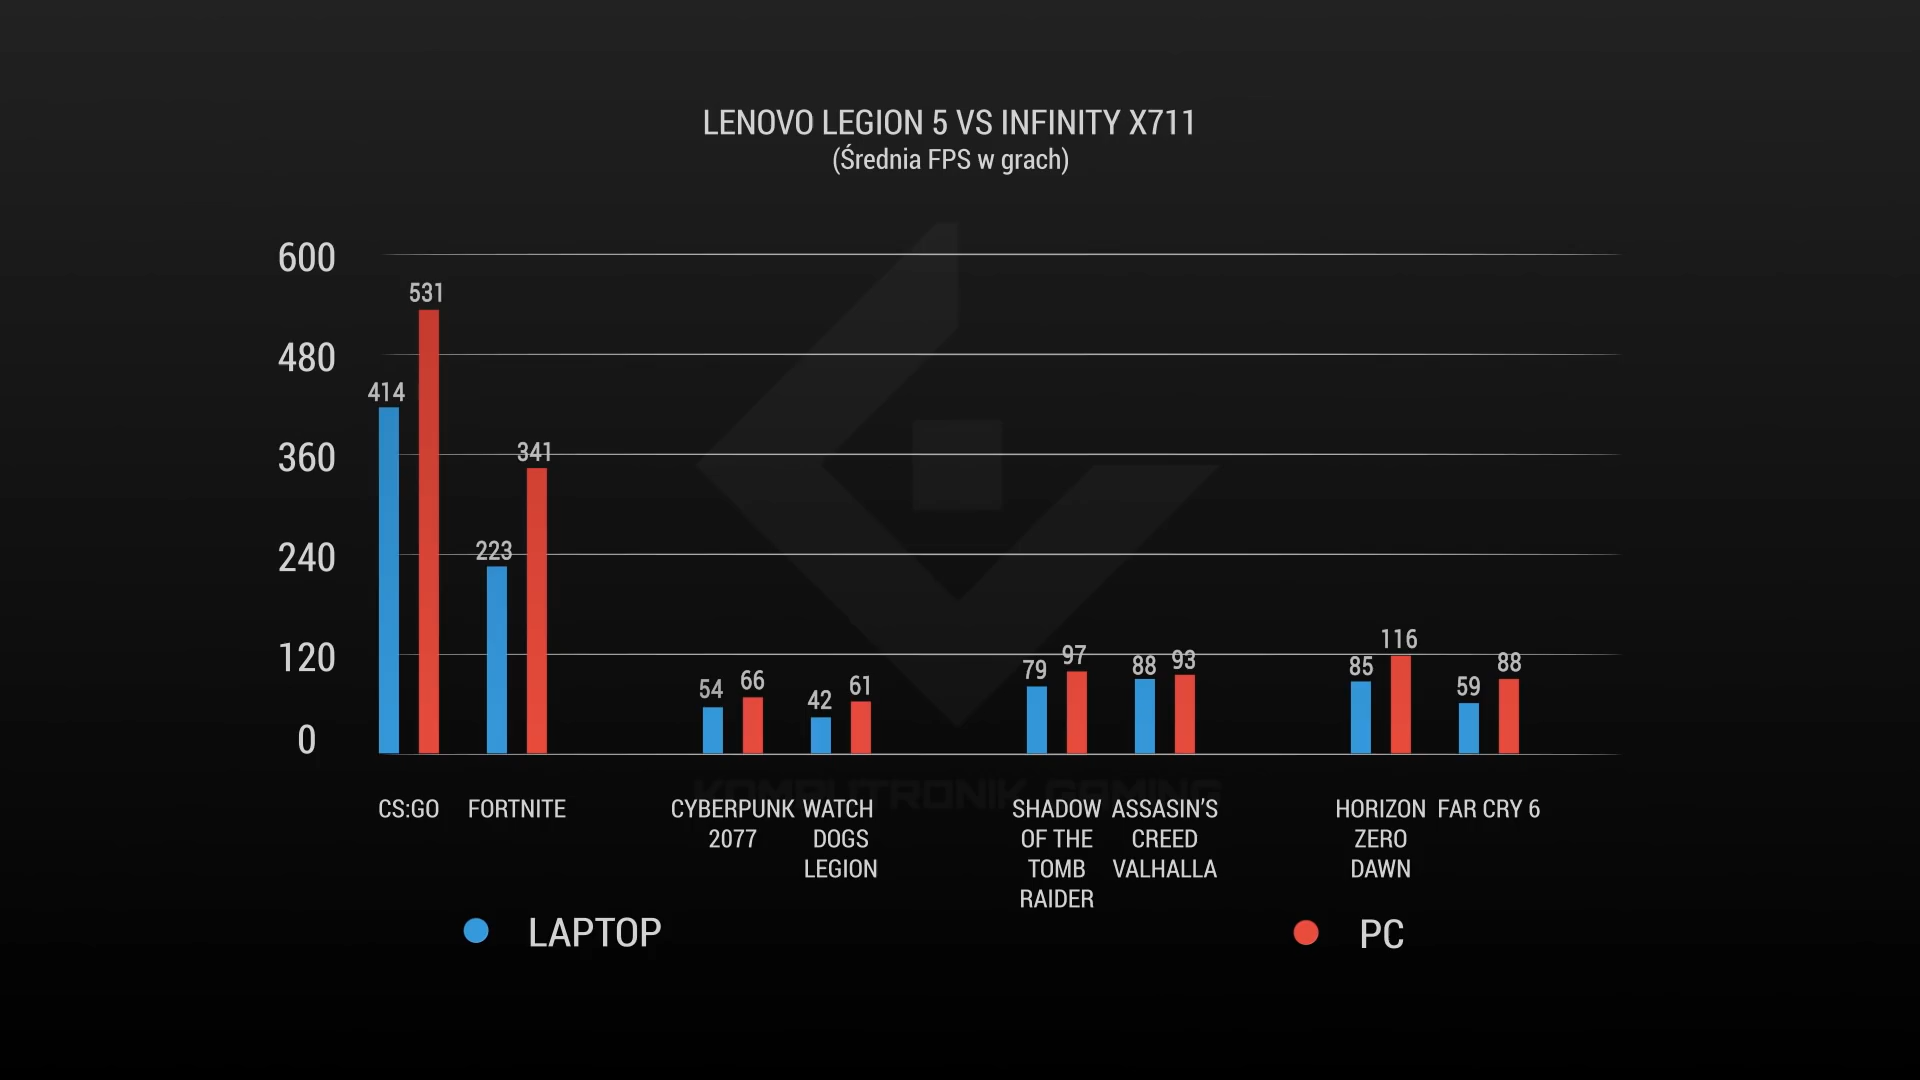 LENOVO LEGION 5 VS INFINITY X711
(Średnia FPS w grach)
600
480
360
240
120
0
414
531
223
341
54
66
42
61
79
97
88
93
85
116
59
88
KOMPUTRONIK GAMING
CS:GO
FORTNITE
CYBERPUNK
2077
WATCH
DOGS
LEGION
SHADOW
OF THE
TOMB
RAIDER
ASSASIN'S
CREED
VALHALLA
HORIZON
ZERO
DAWN
FAR CRY 6
LAPTOP
PC